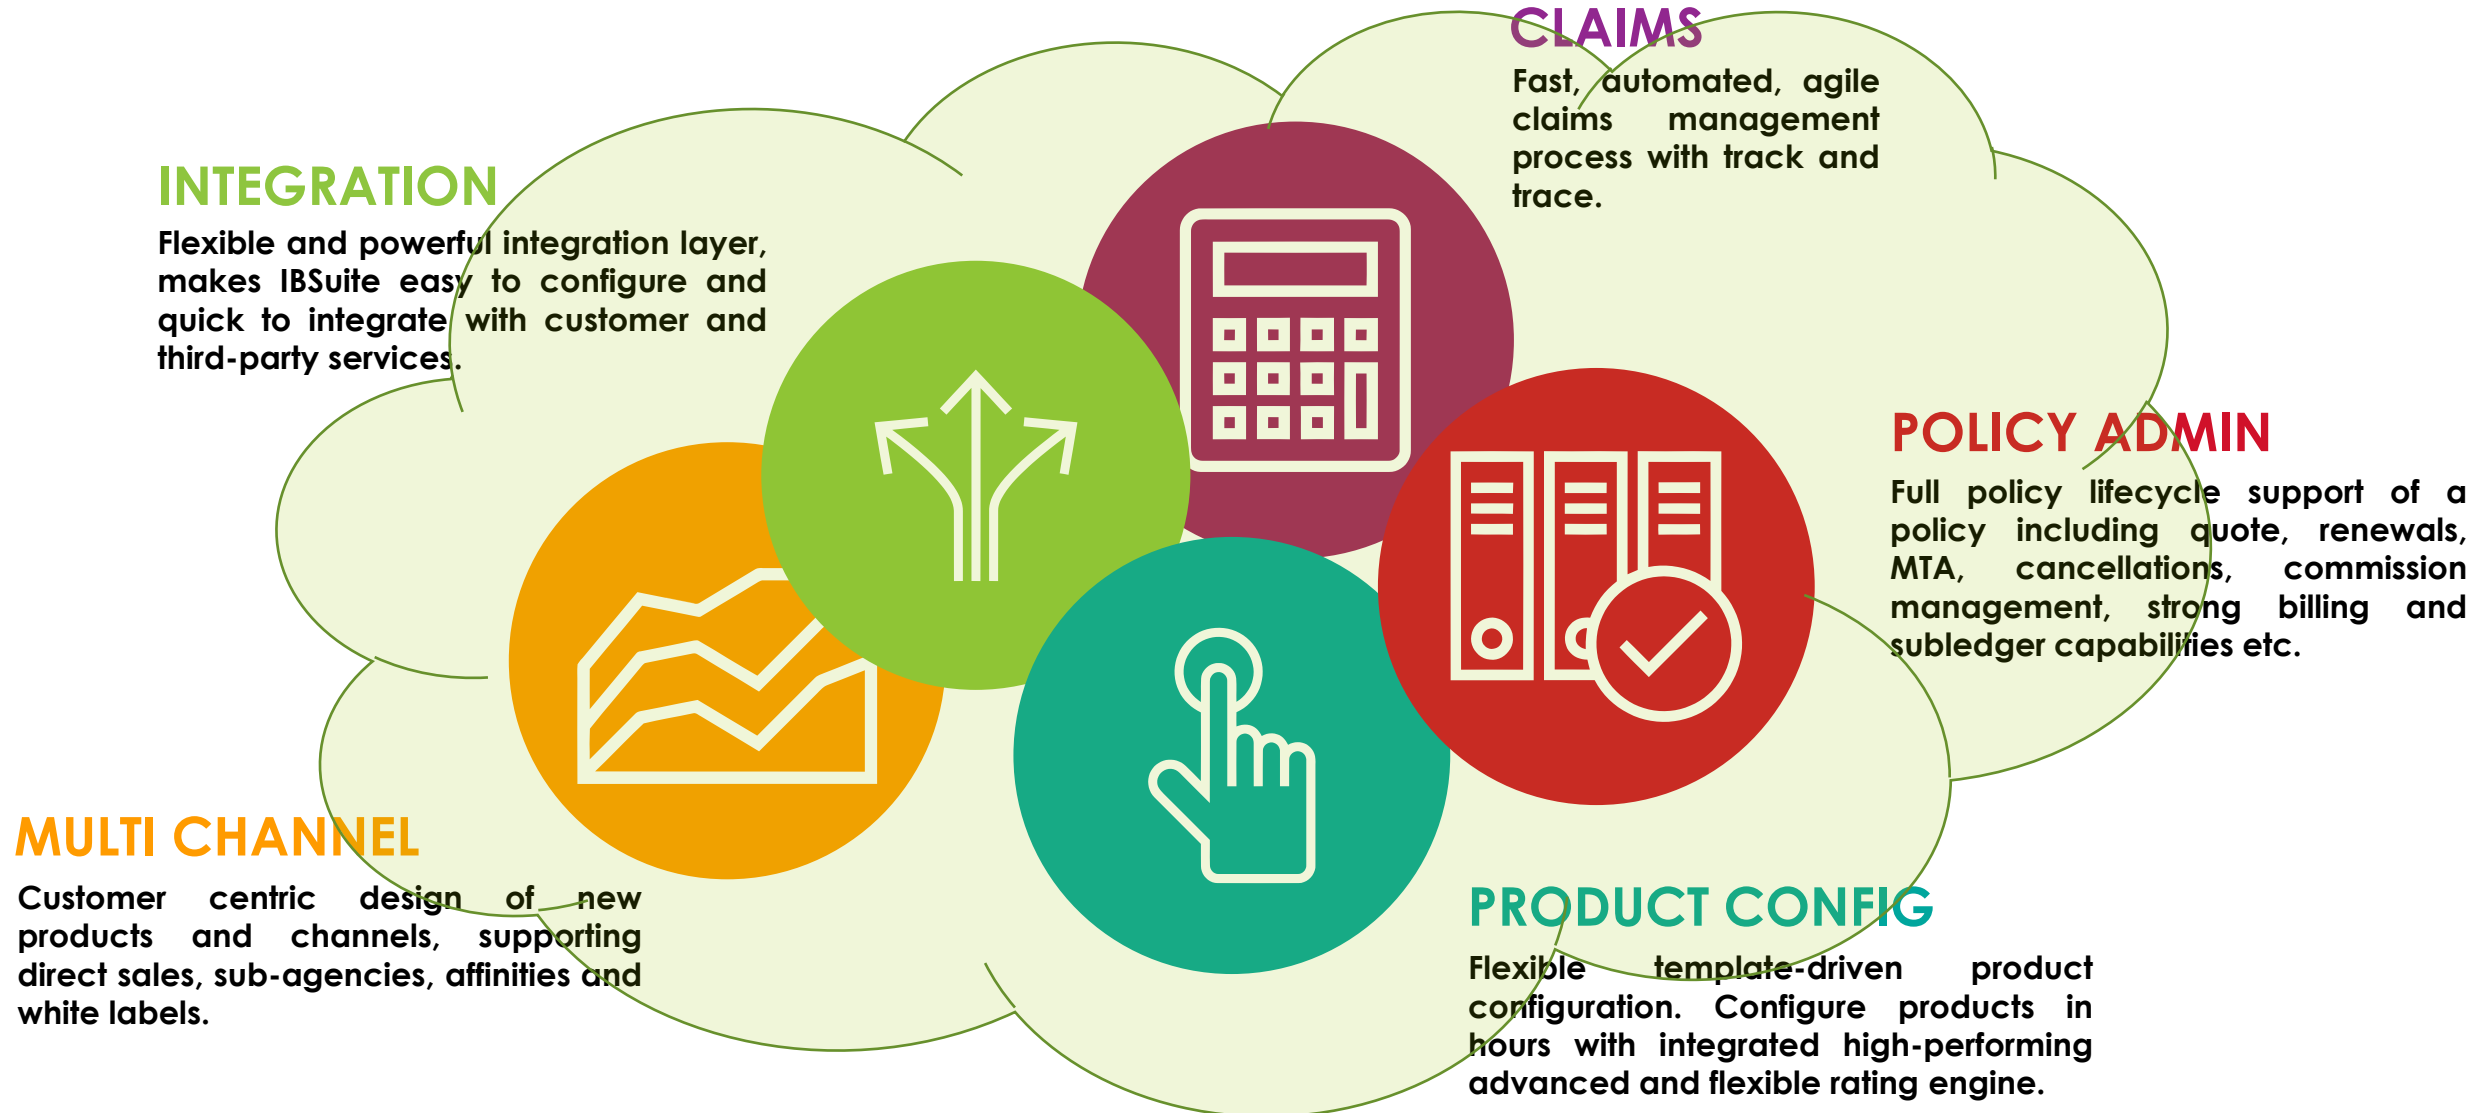 CLAIMS
Fast, automated, agile
claims management
process with track and
trace.
INTEGRATION
Flexible and powerful integration layer,
makes IBSuite easy to configure and
quick to integrate with customer and
third-party services.
POLICY ADMIN
Full policy lifecycle support of a
policy including quote, renewals,
MTA, cancellations, commission
management, strong billing and
subledger capabilities etc.
MULTI CHANNEL
Customer centric design of new
products and channels, supporting
direct sales, sub-agencies, affinities and
white labels.
PRODUCT CONFIG
Flexible template-driven product
configuration. Configure products in
hours with integrated high-performing
advanced and flexible rating engine.